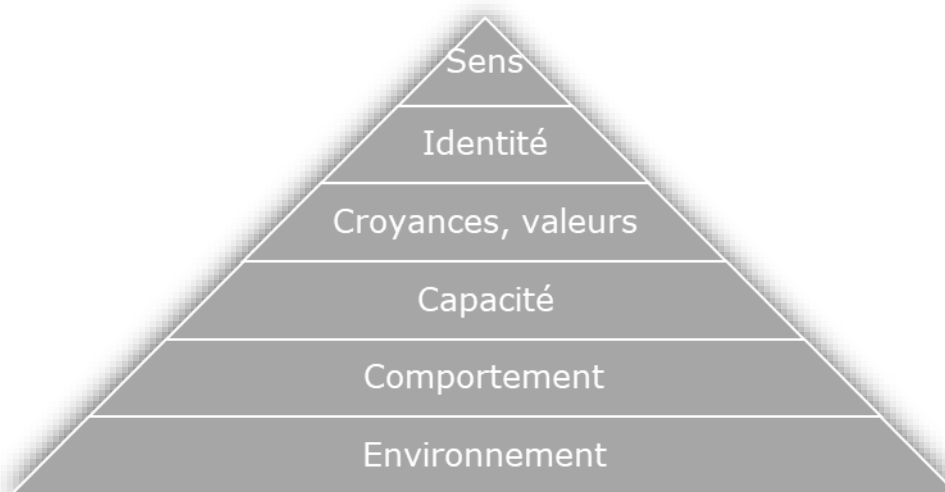 Sens
Identité
Croyances, valeurs
Capacité
Comportement
Environnement